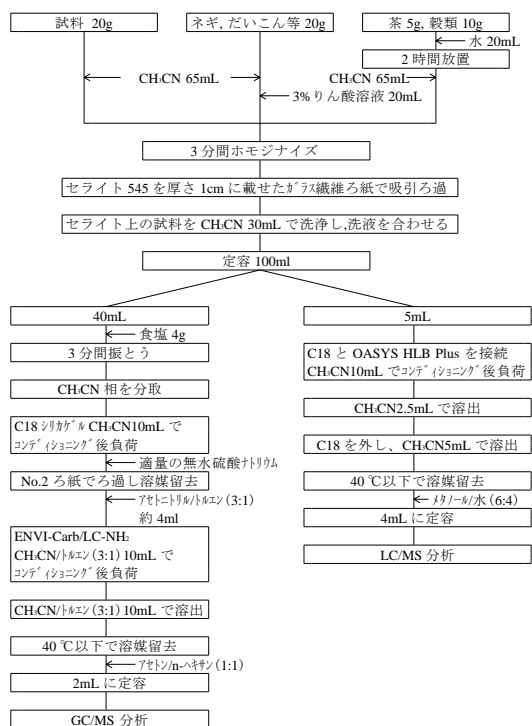 試料 20g
ネギ, だいこん等 20g
茶 5g, 穀類 10g
水 20mL
2 時間放置
CH₃CN 65mL
CH₃CN 65mL
3%りん酸溶液 20mL
3 分間ホモジナイズ
セライト 545 を厚さ 1cm に載せたｶﾞﾗｽ繊維ろ紙で吸引ろ過
セライト上の試料を CH₃CN 30mL で洗浄し,洗液を合わせる
定容 100ml
40mL
食塩 4g
3 分間振とう
CH₃CN 相を分取
C18 ｼﾘｶｹﾞﾙ CH₃CN10mL で
ｺﾝﾃﾞｨｼｮﾆﾝｸﾞ後負荷
適量の無水硫酸ﾅﾄﾘｳﾑ
No.2 ろ紙でろ過し溶媒留去
ｱｾﾄﾆﾄﾘﾙ/ﾄﾙｴﾝ(3:1)
約 4ml
ENVI-Carb/LC-NH₂
CH₃CN/ﾄﾙｴﾝ(3:1) 10mL で
ｺﾝﾃﾞｨｼｮﾆﾝｸﾞ後負荷
CH₃CN/ﾄﾙｴﾝ(3:1) 10mL で溶出
40 ℃以下で溶媒留去
ｱｾﾄﾝ/n-ﾍｷｻﾝ(1:1)
2mL に定容
GC/MS 分析
5mL
C18 と OASYS HLB Plus を接続
CH₃CN10mL でｺﾝﾃﾞｨｼｮﾆﾝｸﾞ後負荷
CH₃CN2.5mL で溶出
C18 を外し、CH₃CN5mL で溶出
40 ℃以下で溶媒留去
ﾒﾀﾉｰﾙ/水(6:4)
4mL に定容
LC/MS 分析